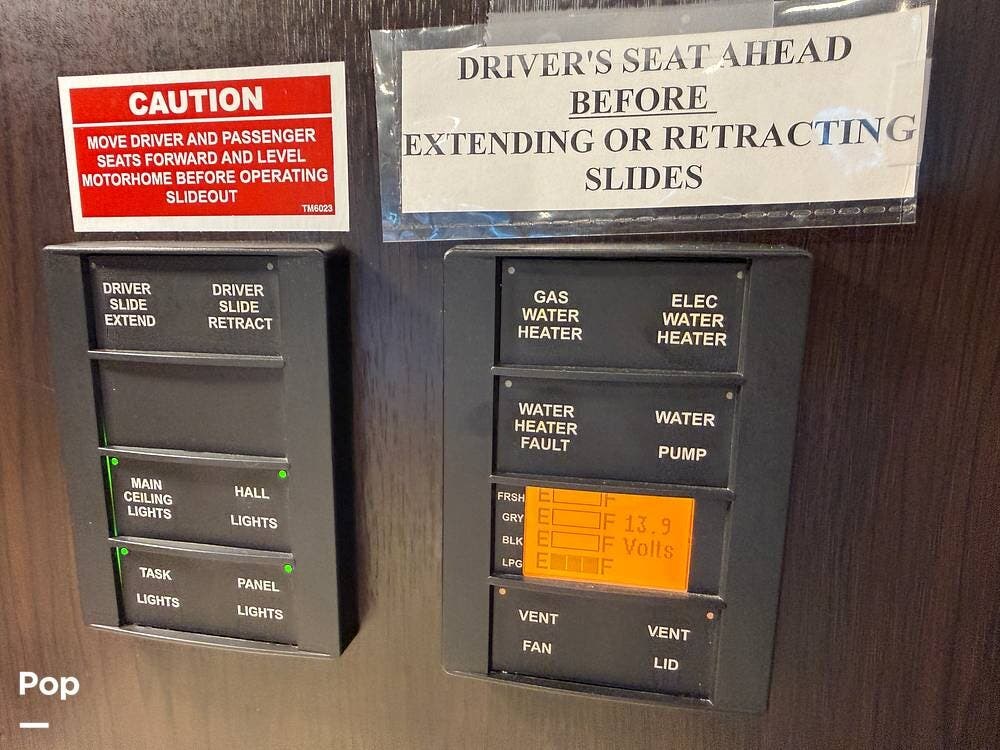 CAUTION
MOVE DRIVER AND PASSENGER
SEATS FORWARD AND LEVEL
MOTORHOME BEFORE OPERATING
SLIDEOUT
TM6023
DRIVER'S SEAT AHEAD
BEFORE
EXTENDING OR RETRACTING
SLIDES
DRIVER
SLIDE
EXTEND
DRIVER
SLIDE
RETRACT
MAIN
CEILING
LIGHTS
HALL
LIGHTS
TASK
LIGHTS
PANEL
LIGHTS
GAS
WATER
HEATER
ELEC
WATER
HEATER
WATER
HEATER
FAULT
WATER
PUMP
FRSH E F
GRY E F 13.9
BLK E F Volts
LPG E F
VENT
FAN
VENT
LID
Pop